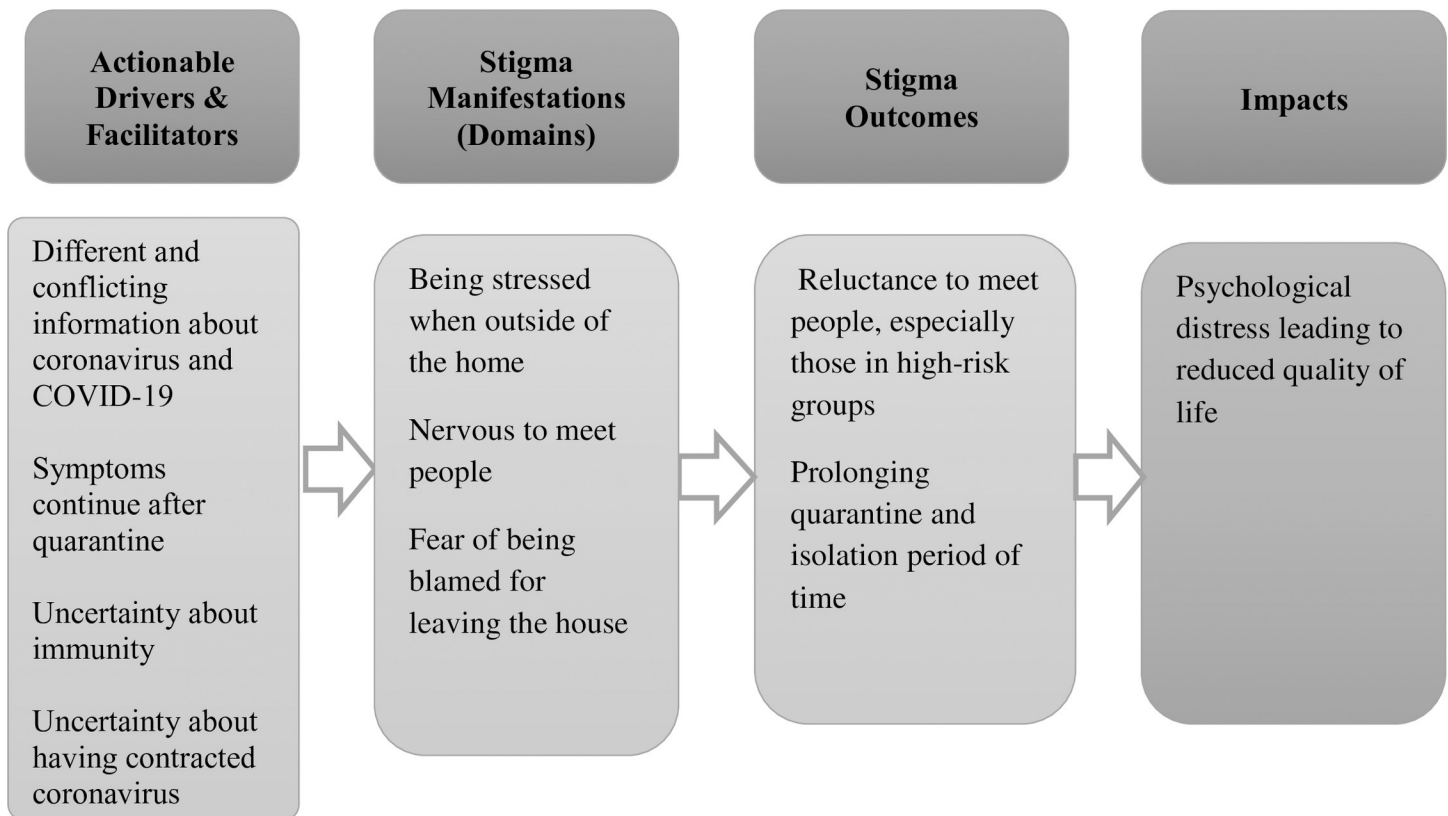 Actionable
Drivers &
Facilitators
Stigma
Manifestations
(Domains)
Stigma
Outcomes
Impacts
Different and
conflicting
information about
coronavirus and
COVID-19
Symptoms
continue after
quarantine
Uncertainty about
immunity
Uncertainty about
having contracted
coronavirus
Being stressed
when outside of
the home
Nervous to meet
people
Fear of being
blamed for
leaving the house
Reluctance to meet
people, especially
those in high-risk
groups
Prolonging
quarantine and
isolation period of
time
Psychological
distress leading to
reduced quality of
life